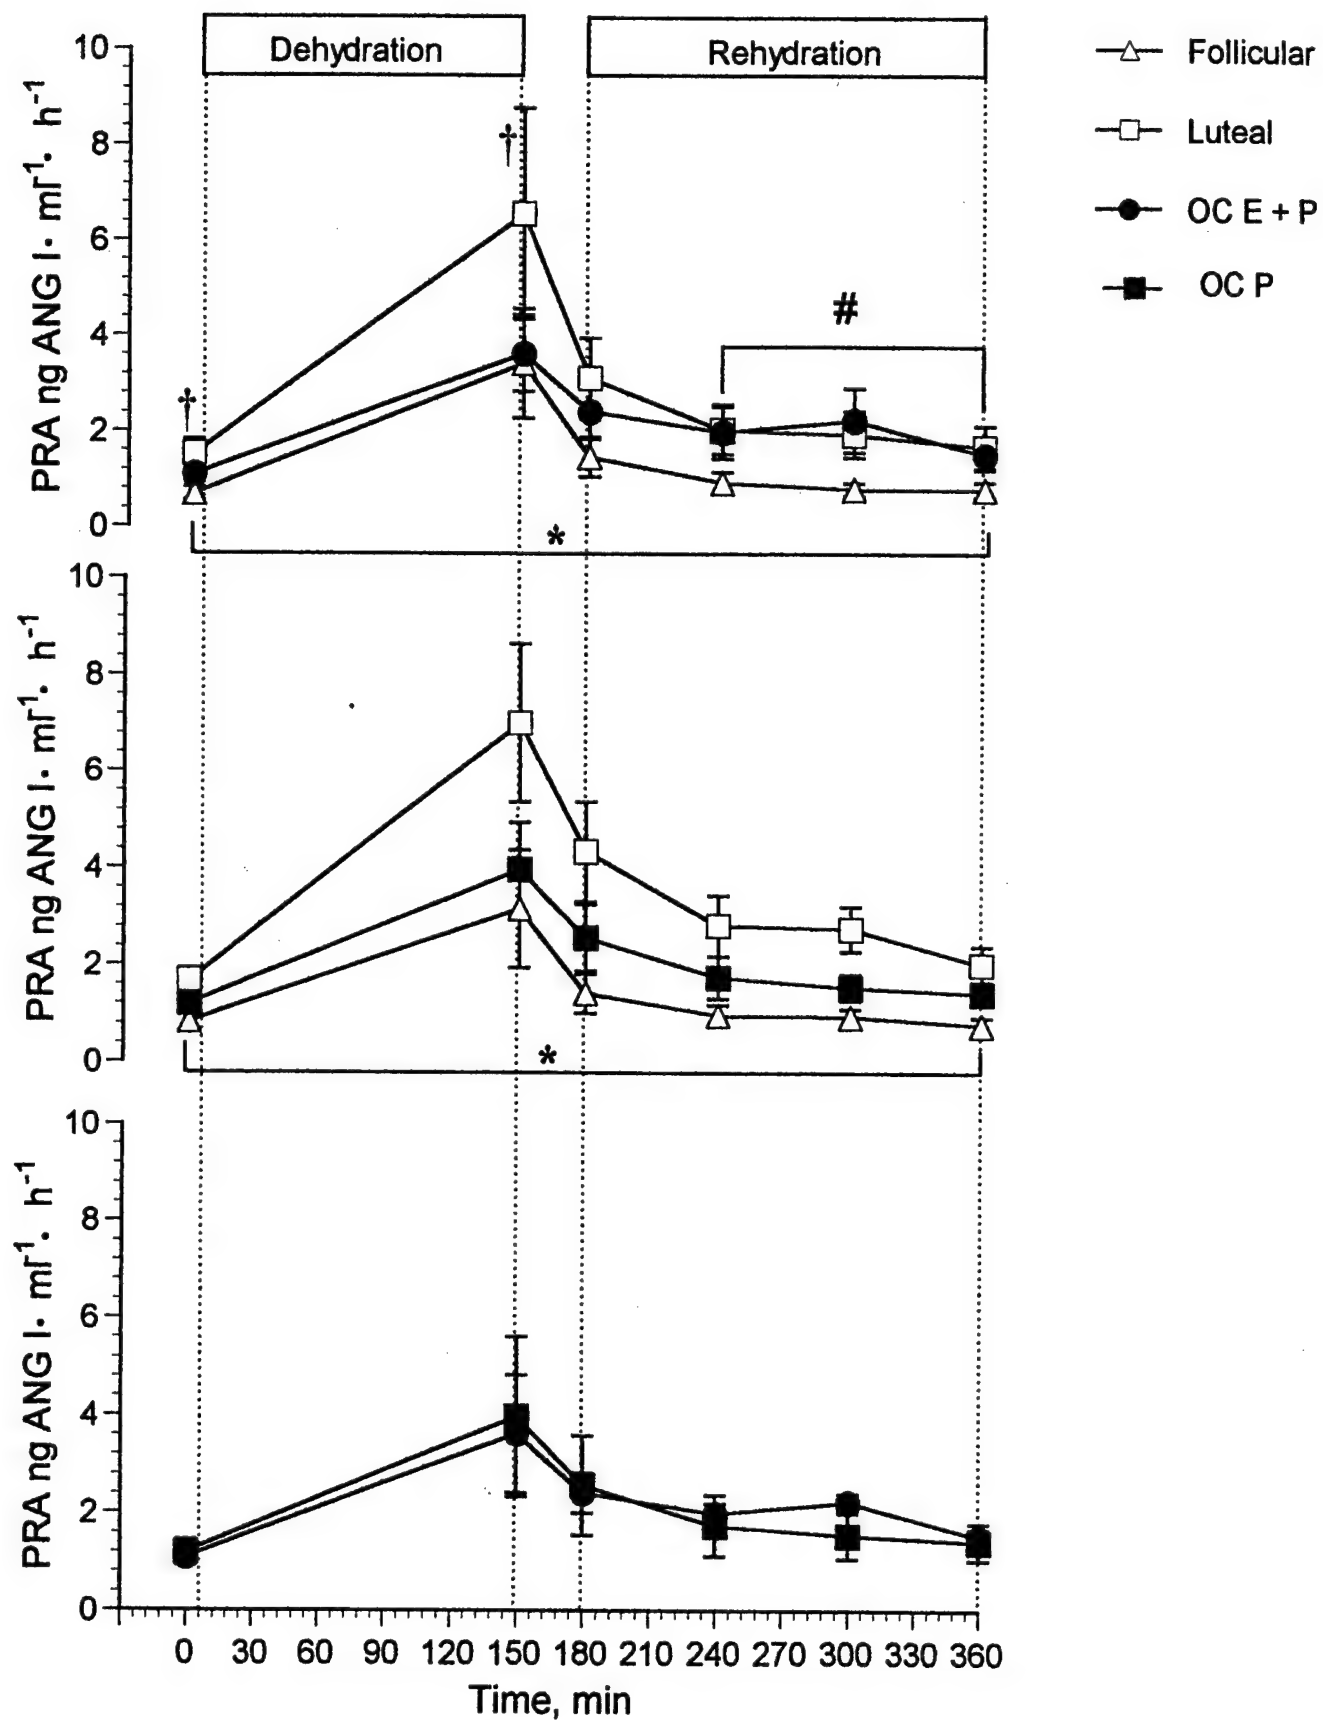 Dehydration
Rehydration
Follicular
Luteal
OC E + P
OC P
PRA ng ANG I· ml⁻¹· h⁻¹
10
8
6
4
2
0
†
†
#
*
PRA ng ANG I· ml⁻¹· h⁻¹
10
8
6
4
2
0
*
PRA ng ANG I· ml⁻¹· h⁻¹
10
8
6
4
2
0
0 30 60 90 120 150 180 210 240 270 300 330 360
Time, min